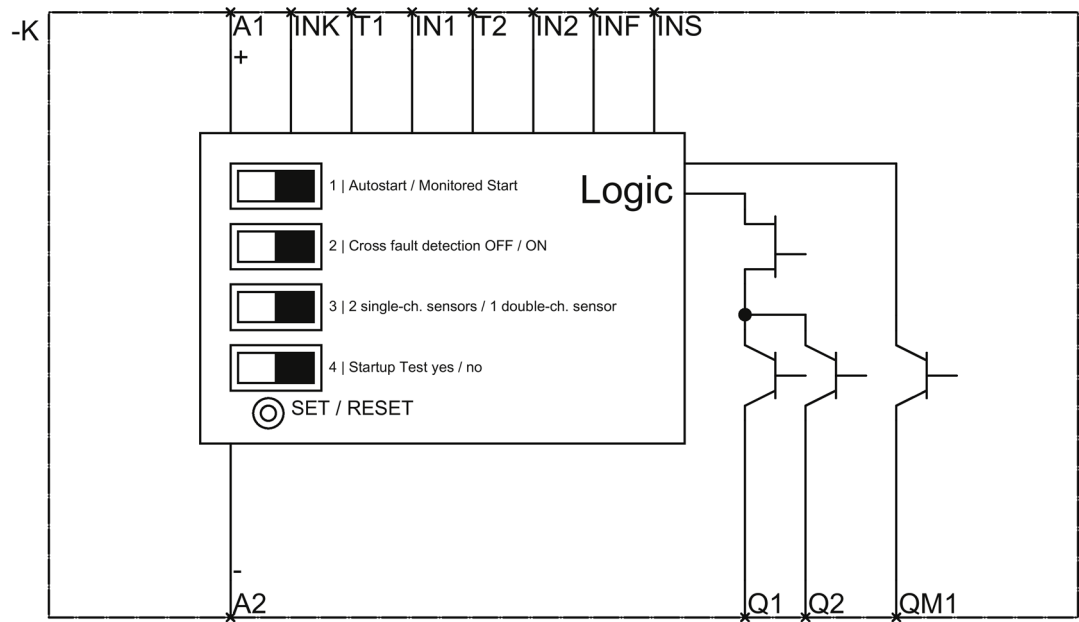 -K
A1 INK T1 IN1 T2 IN2 INF INS
+
1 | Autostart / Monitored Start
Logic
2 | Cross fault detection OFF / ON
3 | 2 single-ch. sensors / 1 double-ch. sensor
4 | Startup Test yes / no
SET / RESET
-
A2 Q1 Q2 QM1